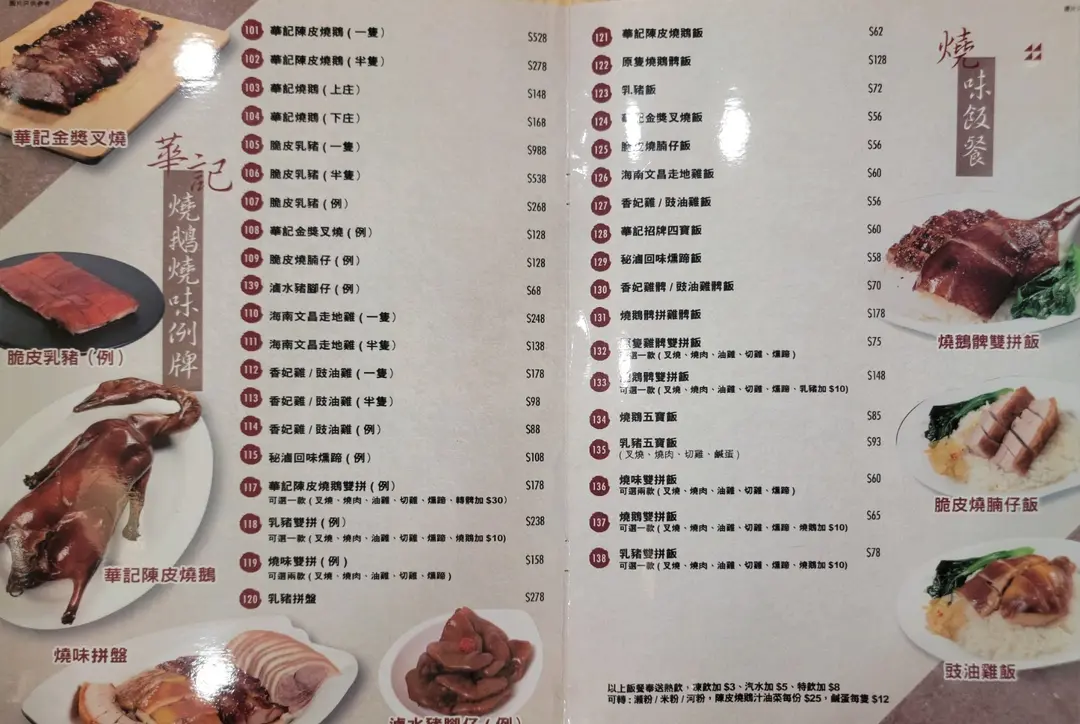 華記金獎叉燒
華記
燒鵝燒味例牌
脆皮乳豬（例）
華記陳皮燒鵝
燒味拼盤
滷水豬腳仔（例）
101 華記陳皮燒鵝 (一隻) $528
102 華記陳皮燒鵝 (半隻) $278
103 華記燒鵝 (上庄) $148
104 華記燒鵝 (下庄) $168
105 脆皮乳豬 (一隻) $988
106 脆皮乳豬 (半隻) $538
107 脆皮乳豬 (例) $268
108 華記金獎叉燒 (例) $128
109 脆皮燒腩仔 (例) $128
139 滷水豬腳仔 (例) $68
110 海南文昌走地雞 (一隻) $248
111 海南文昌走地雞 (半隻) $138
112 香妃雞 / 豉油雞 (一隻) $178
113 香妃雞 / 豉油雞 (半隻) $98
114 香妃雞 / 豉油雞 (例) $88
115 秘滷回味燻蹄 (例) $108
117 華記陳皮燒鵝雙拼 (例) $178
可選一款 (叉燒、燒肉、油雞、切雞、燻蹄、轉髀加 $30)
118 乳豬雙拼 (例) $238
可選一款 (叉燒、燒肉、油雞、切雞、燻蹄、燒鵝加 $10)
119 燒味雙拼 (例) $158
可選兩款 (叉燒、燒肉、油雞、切雞、燻蹄)
120 乳豬拼盤 $278
燒味飯餐
121 華記陳皮燒鵝飯 $62
122 原隻燒鵝髀飯 $128
123 乳豬飯 $72
124 記金獎叉燒飯 $56
125 皮燒腩仔飯 $56
126 海南文昌走地雞飯 $60
127 香妃雞 / 豉油雞飯 $56
128 華記招牌四寶飯 $60
129 秘滷回味燻蹄飯 $58
130 香妃雞髀 / 豉油雞髀飯 $70
131 燒鵝髀拼雞髀飯 $178
132 隻雞髀雙拼飯 $75
選一款 (叉燒、燒肉、油雞、切雞、燻蹄)
133 鵝髀雙拼飯 $148
可選一款 (叉燒、燒肉、油雞、切雞、燻蹄、乳豬加 $10)
134 燒鵝五寶飯 $85
135 乳豬五寶飯 $93
(叉燒、燒肉、切雞、鹹蛋)
136 燒味雙拼飯 $60
可選兩款 (叉燒、燒肉、油雞、切雞、燻蹄)
137 燒鵝雙拼飯 $65
可選一款 (叉燒、燒肉、油雞、切雞、燻蹄、燒鵝加 $10)
138 乳豬雙拼飯 $78
可選一款 (叉燒、燒肉、油雞、切雞、燻蹄、燒鵝加 $10)
燒鵝髀雙拼飯
脆皮燒腩仔飯
豉油雞飯
以上飯餐奉送熱飲，凍飲加 $3、汽水加 $5、特飲加 $8
可轉：瀨粉 / 米粉 / 河粉，陳皮燒鵝汁油菜每份 $25，鹹蛋每隻 $12